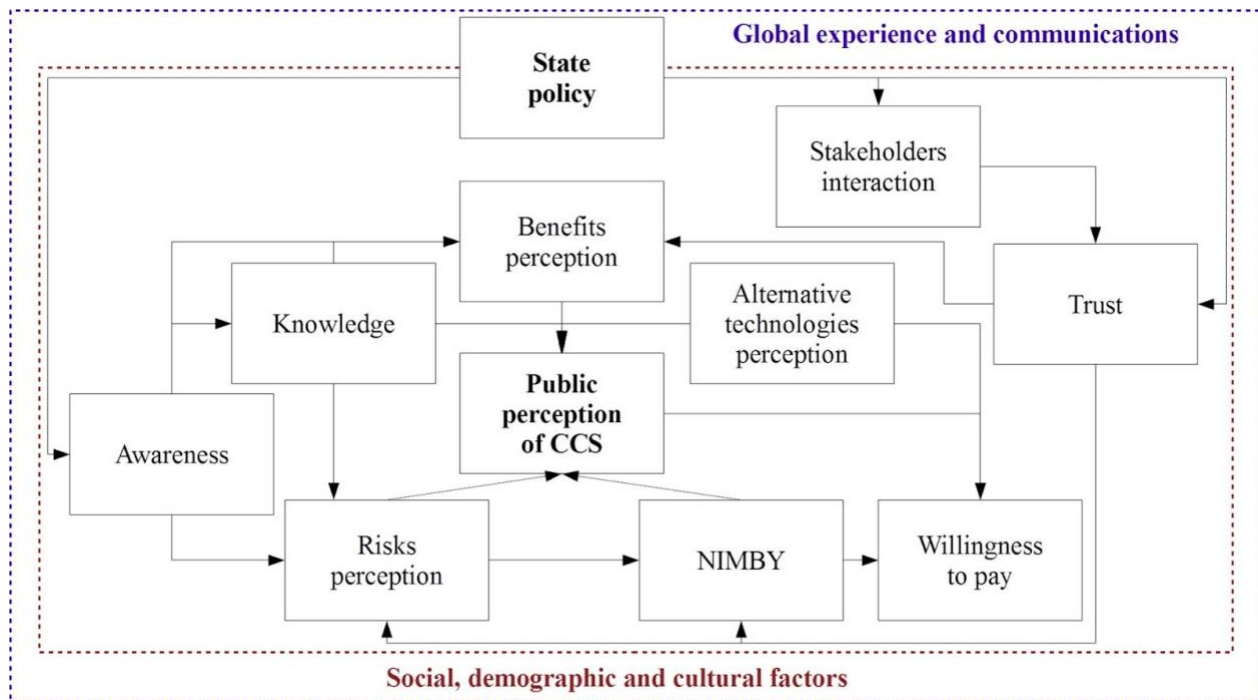 Global experience and communications
State
policy
Stakeholders
interaction
Benefits
perception
Trust
Knowledge
Alternative
technologies
perception
Public
perception
of CCS
Awareness
Risks
perception
NIMBY
Willingness
to pay
Social, demographic and cultural factors